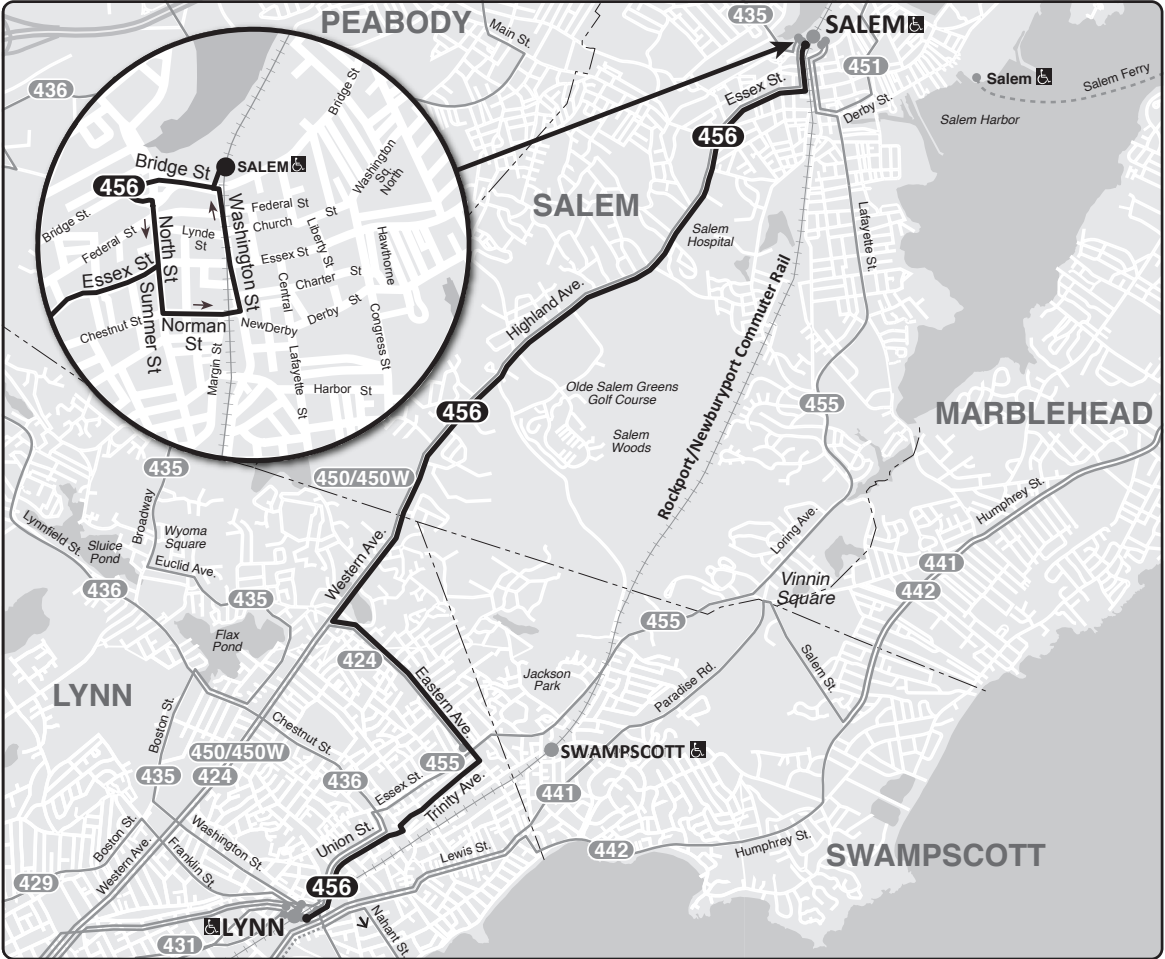 PEABODY
Main St.
435
SALEM
436
451
Essex St.
Derby St.
Salem
Salem Ferry
Salem Harbor
456
SALEM
Salem
Hospital
Lafayette St.
Bridge St
Washington
Sq.
North
Bridge St
SALEM
456
Bridge St.
Federal St
North St
Lynde
St
Washington St
Federal St
Church
St
Liberty St
Hawthorne
Essex St
Essex St
Central
Charter
St
Summer St
Chestnut St
Norman
St
NewDerby
Derby
St
Congress St
Margin St
Lafayette
St
Harbor
St
Highland Ave.
Rockport/Newburyport Commuter Rail
Olde Salem Greens
Golf Course
Salem
Woods
456
455
MARBLEHEAD
435
450/450W
Humphrey St.
Broadway
Lynnfield St.
Sluice
Pond
Wyoma
Square
Euclid Ave.
Western Ave.
Loring Ave.
441
442
436
435
Vinnin
Square
455
Flax
Pond
424
Jackson
Park
Salem St.
Paradise Rd.
Eastern Ave.
LYNN
Boston St.
Chestnut St.
450/450W
SWAMPSCOTT
435
424
436
455
Essex St.
Trinity Ave.
441
Boston St.
Western Ave.
Washington St.
Franklin St.
Union St.
Lewis St.
442
Humphrey St.
SWAMPSCOTT
429
456
LYNN
Nahant St.
431